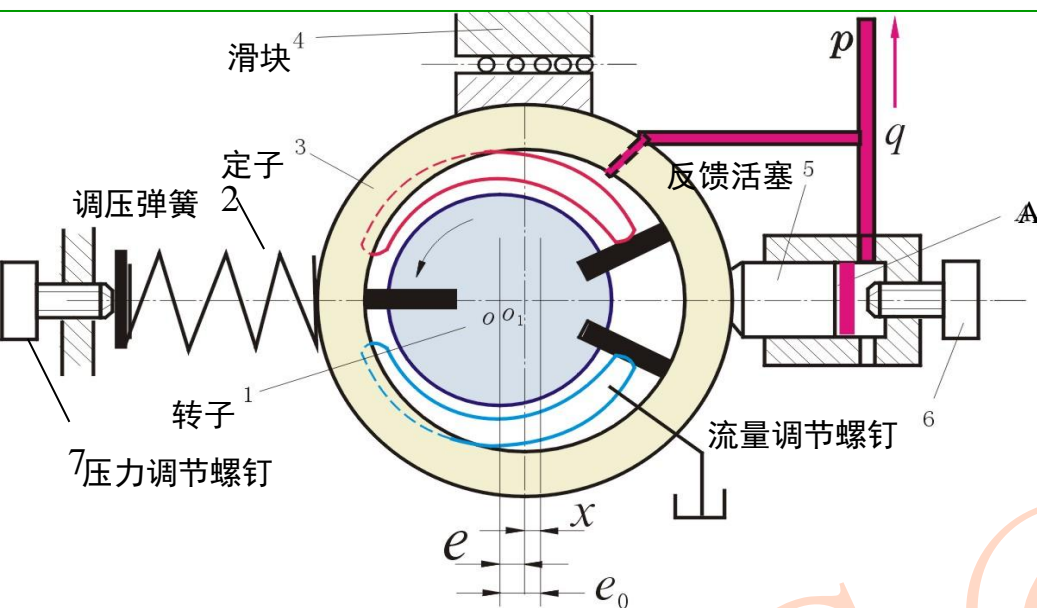 滑块 4
p
q
定子 3
反馈活塞 5
调压弹簧 2
A
o o₁
转子 1
流量调节螺钉 6
7压力调节螺钉
x
e
e₀